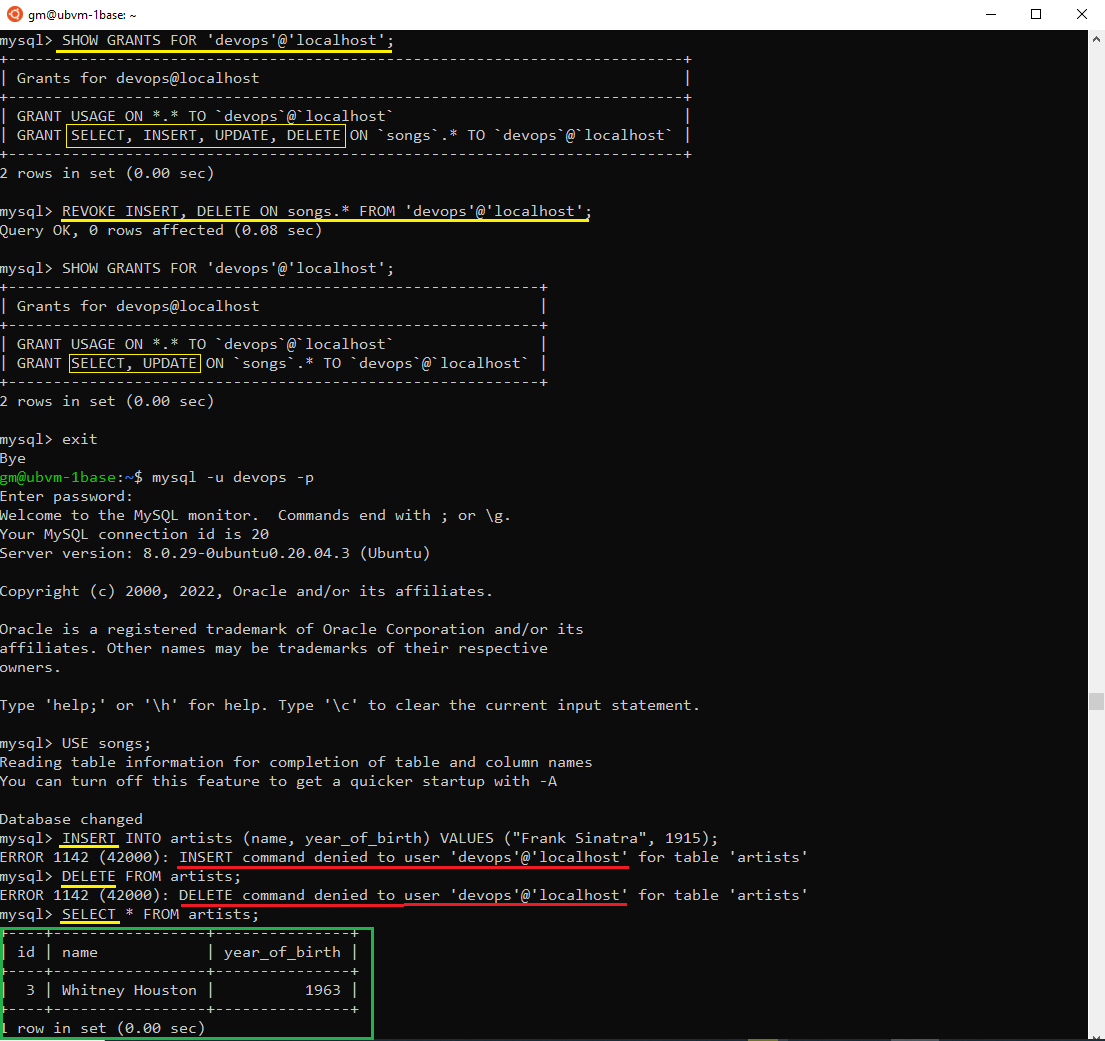 gm@ubvm-1base: ~
mysql> SHOW GRANTS FOR 'devops'@'localhost';
+---------------------------------------------------------------------------+
| Grants for devops@localhost                                               |
+---------------------------------------------------------------------------+
| GRANT USAGE ON *.* TO `devops`@`localhost`                                |
| GRANT SELECT, INSERT, UPDATE, DELETE ON `songs`.* TO `devops`@`localhost` |
+---------------------------------------------------------------------------+
2 rows in set (0.00 sec)
mysql> REVOKE INSERT, DELETE ON songs.* FROM 'devops'@'localhost';
Query OK, 0 rows affected (0.08 sec)
mysql> SHOW GRANTS FOR 'devops'@'localhost';
+-----------------------------------------------------------+
| Grants for devops@localhost                               |
+-----------------------------------------------------------+
| GRANT USAGE ON *.* TO `devops`@`localhost`                |
| GRANT SELECT, UPDATE ON `songs`.* TO `devops`@`localhost` |
+-----------------------------------------------------------+
2 rows in set (0.00 sec)
mysql> exit
Bye
gm@ubvm-1base:~$ mysql -u devops -p
Enter password:
Welcome to the MySQL monitor.  Commands end with ; or \g.
Your MySQL connection id is 20
Server version: 8.0.29-0ubuntu0.20.04.3 (Ubuntu)
Copyright (c) 2000, 2022, Oracle and/or its affiliates.
Oracle is a registered trademark of Oracle Corporation and/or its
affiliates. Other names may be trademarks of their respective
owners.
Type 'help;' or '\h' for help. Type '\c' to clear the current input statement.
mysql> USE songs;
Reading table information for completion of table and column names
You can turn off this feature to get a quicker startup with -A
Database changed
mysql> INSERT INTO artists (name, year_of_birth) VALUES ("Frank Sinatra", 1915);
ERROR 1142 (42000): INSERT command denied to user 'devops'@'localhost' for table 'artists'
mysql> DELETE FROM artists;
ERROR 1142 (42000): DELETE command denied to user 'devops'@'localhost' for table 'artists'
mysql> SELECT * FROM artists;
+----+-----------------+---------------+
| id | name            | year_of_birth |
+----+-----------------+---------------+
|  3 | Whitney Houston |          1963 |
+----+-----------------+---------------+
1 row in set (0.00 sec)